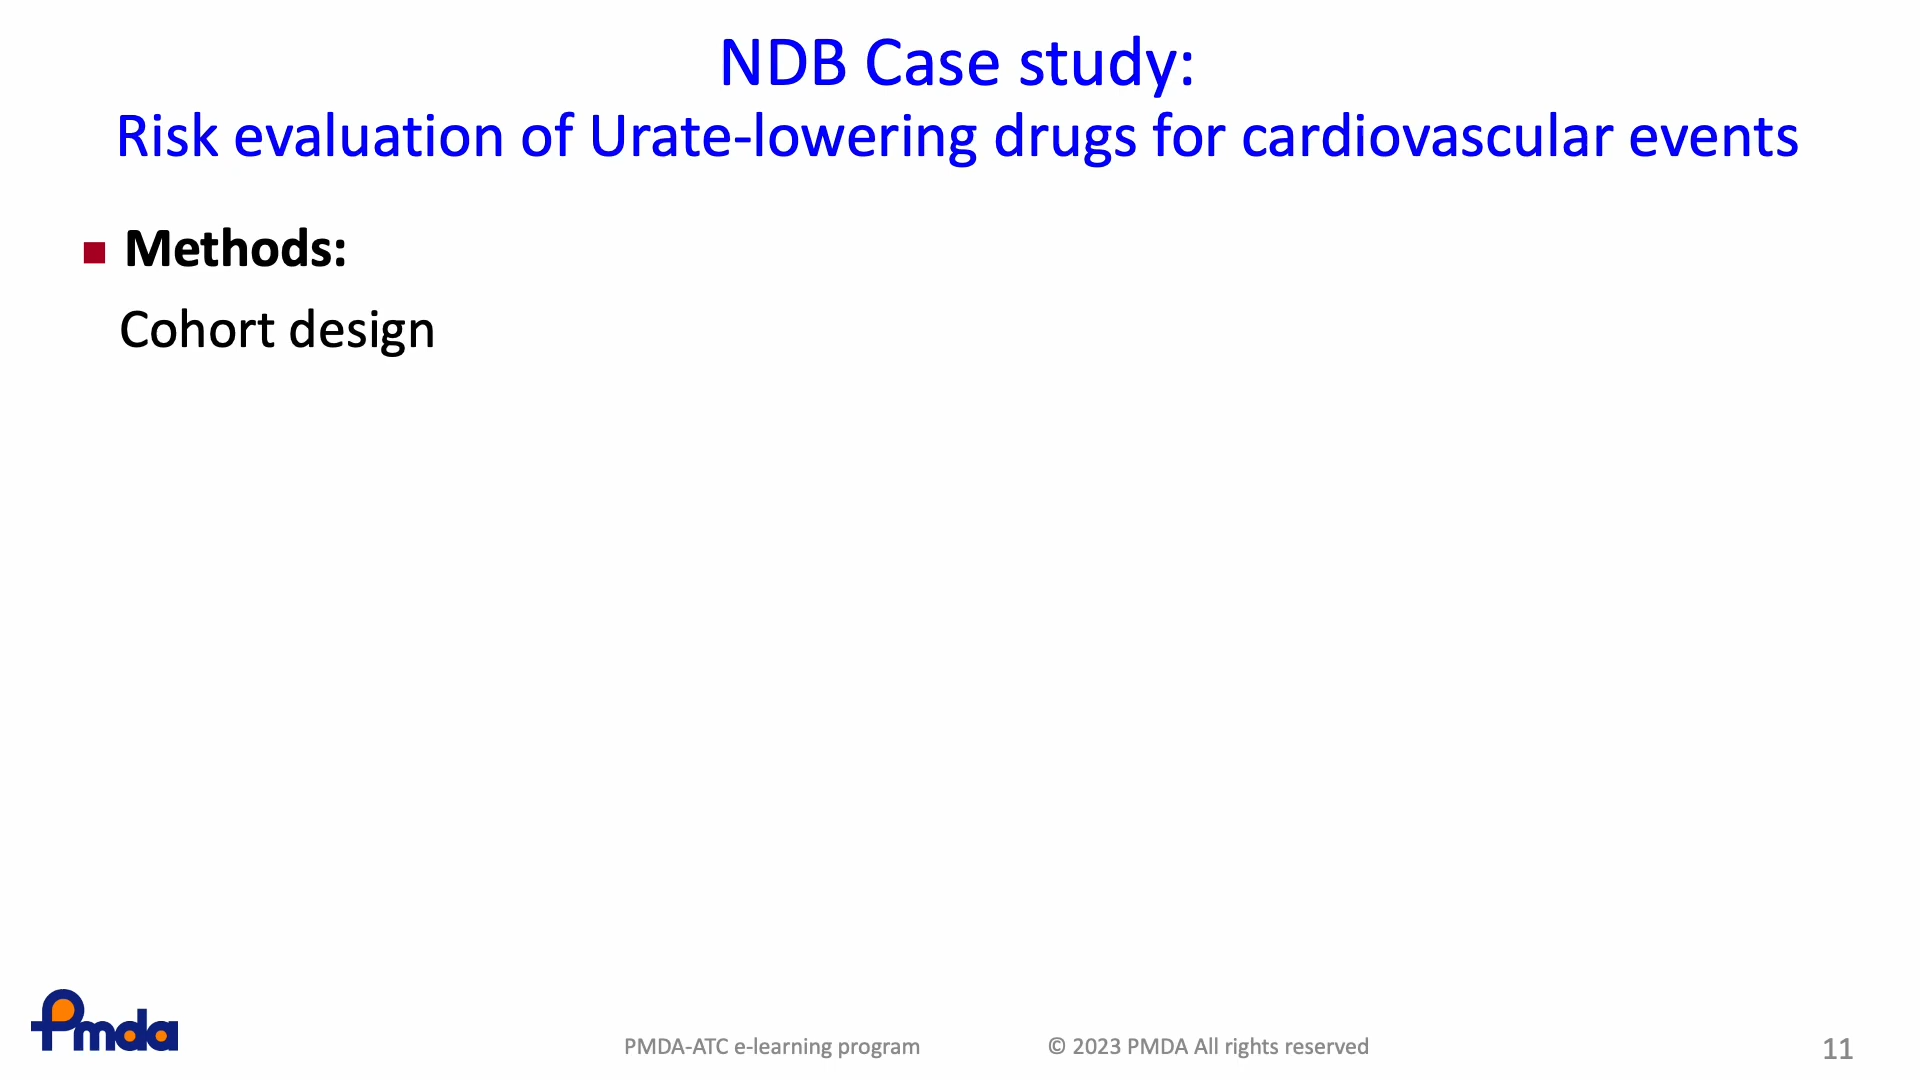 NDB Case study:
Risk evaluation of Urate-lowering drugs for cardiovascular events
Methods:
Cohort design
Pmda
PMDA-ATC e-learning program
© 2023 PMDA All rights reserved
11